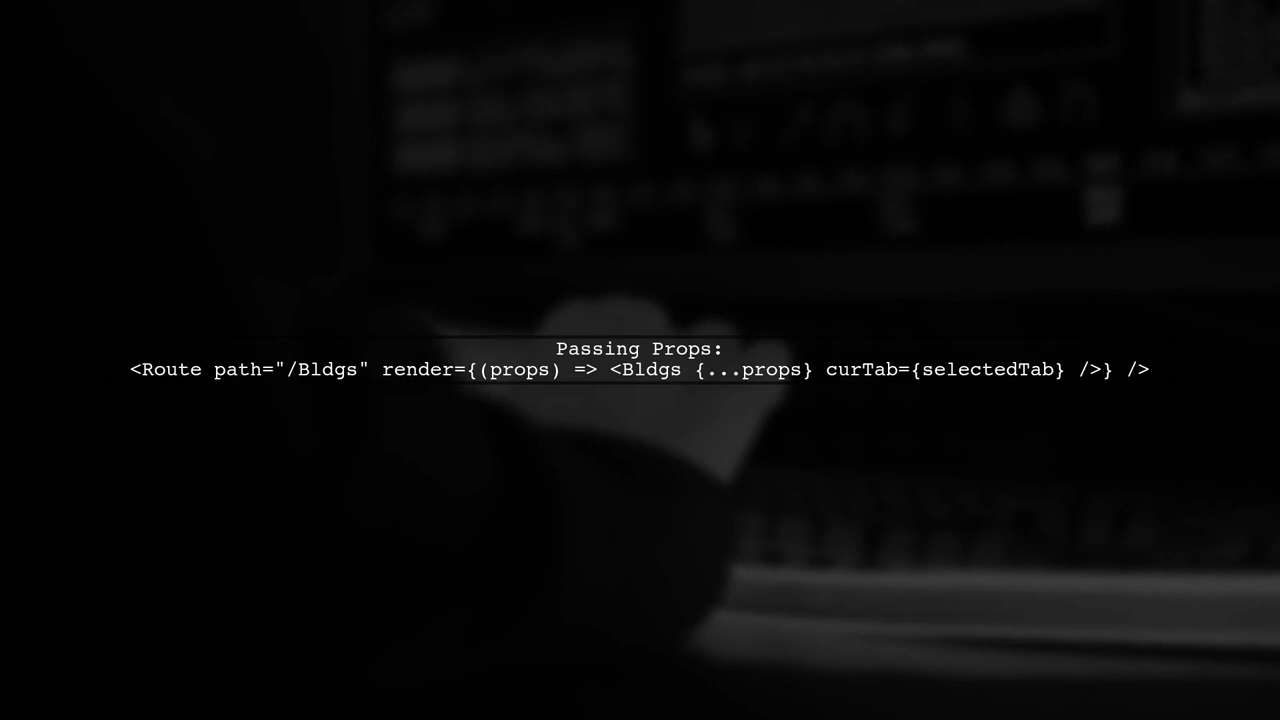 Passing Props:
<Route path="/Bldgs" render={(props) => <Bldgs {...props} curTab={selectedTab} />} />